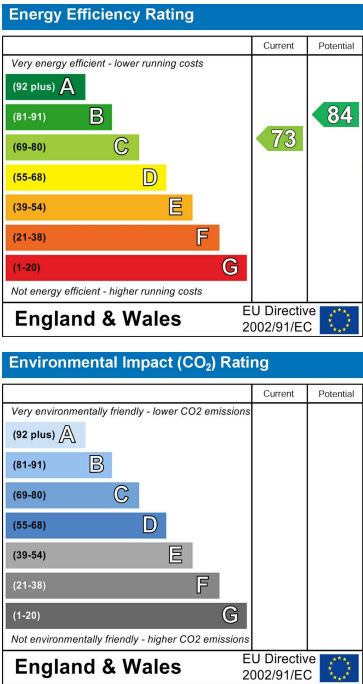 Energy Efficiency Rating
Current Potential
Very energy efficient - lower running costs
(92 plus) A
(81-91) B
84
(69-80) C
73
(55-68) D
(39-54) E
(21-38) F
(1-20) G
Not energy efficient - higher running costs
England & Wales
EU Directive
2002/91/EC
Environmental Impact (CO₂) Rating
Current Potential
Very environmentally friendly - lower CO2 emissions
(92 plus) A
(81-91) B
(69-80) C
(55-68) D
(39-54) E
(21-38) F
(1-20) G
Not environmentally friendly - higher CO2 emissions
England & Wales
EU Directive
2002/91/EC